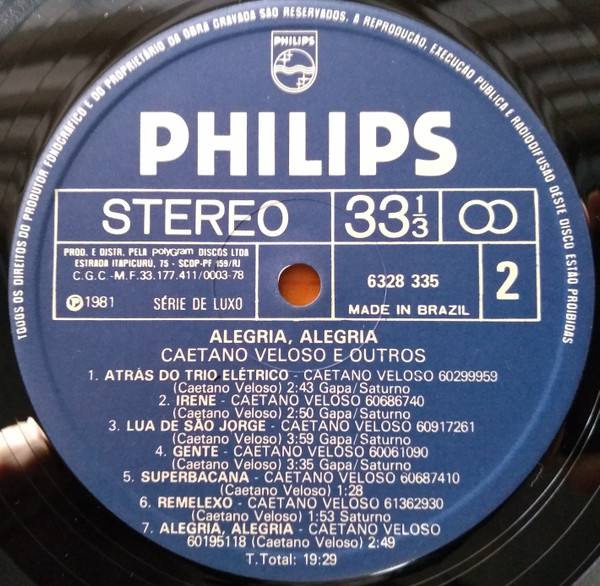 TODOS OS DIREITOS DO PRODUTOR FONOGRÁFICO E DO PROPRIETÁRIO DA OBRA GRAVADA SÃO RESERVADOS. A REPRODUÇÃO, EXECUÇÃO PÚBLICA E RADIODIFUSÃO DÊSTE DISCO ESTÃO PROIBIDAS
PHILIPS
PHILIPS
STEREO
33 1/3
PROD. E DISTR. PELA polyGram DISCOS LTDA
ESTRADA ITAPICURÚ, 75 - SCDP-PF 159/RJ
C.G.C.-M.F.33.177.411/0003-78
℗ 1981 SÉRIE DE LUXO
6328 335
MADE IN BRAZIL
2
ALEGRIA, ALEGRIA
CAETANO VELOSO E OUTROS
1. ATRÁS DO TRIO ELÉTRICO - CAETANO VELOSO 60299959
(Caetano Veloso) 2:43 Gapa/Saturno
2. IRENE - CAETANO VELOSO 60686740
(Caetano Veloso) 2:50 Gapa/Saturno
3. LUA DE SÃO JORGE - CAETANO VELOSO 60917261
(Caetano Veloso) 3:59 Gapa/Saturno
4. GENTE - CAETANO VELOSO 60061090
(Caetano Veloso) 3:35 Gapa/Saturno
5. SUPERBACANA - CAETANO VELOSO 60687410
(Caetano Veloso) 1:28
6. REMELEXO - CAETANO VELOSO 61362930
(Caetano Veloso) 1:53 Saturno
7. ALEGRIA, ALEGRIA - CAETANO VELOSO
60195118 (Caetano Veloso) 2:49
T.Total: 19:29